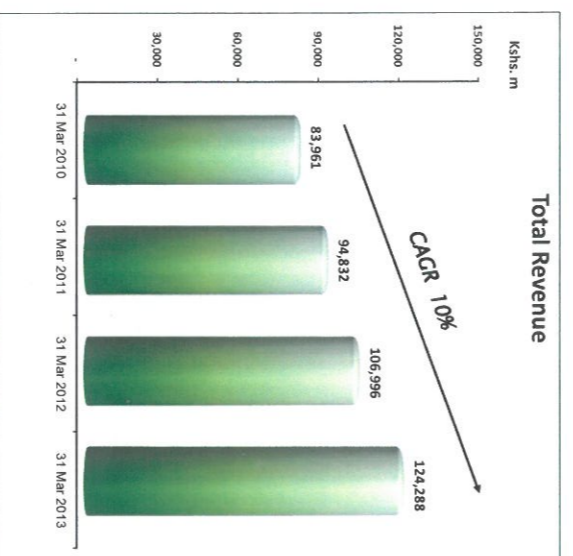 Total Revenue
Kshs. m
150,000
120,000
90,000
60,000
30,000
-
CAGR 10%
83,961
94,832
106,996
124,288
31 Mar 2010
31 Mar 2011
31 Mar 2012
31 Mar 2013